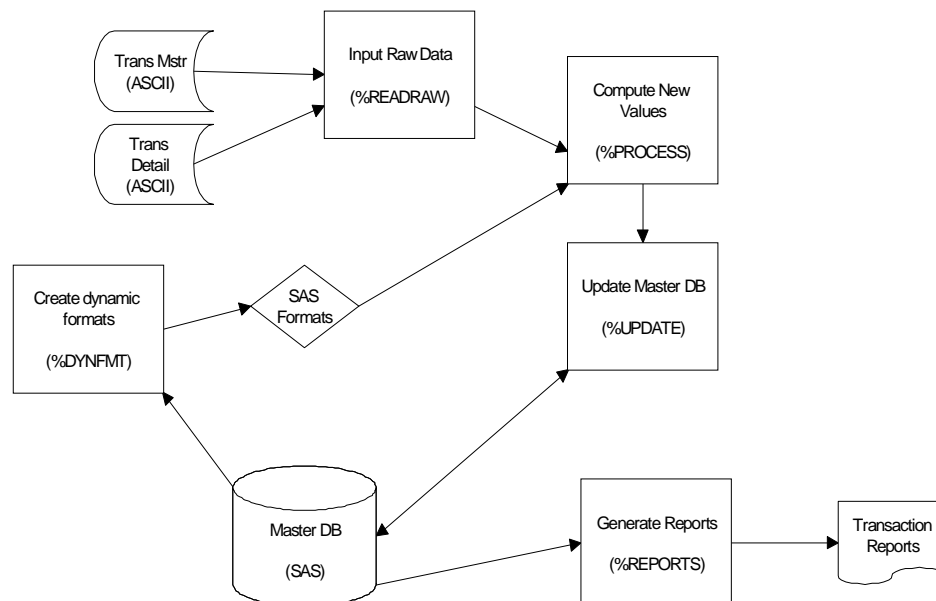 Trans Mstr
(ASCII)
Input Raw Data
(%READRAW)
Compute New
Values
(%PROCESS)
Trans
Detail
(ASCII)
Create dynamic
formats
(%DYNFMT)
SAS
Formats
Update Master DB
(%UPDATE)
Master DB
(SAS)
Generate Reports
(%REPORTS)
Transaction
Reports